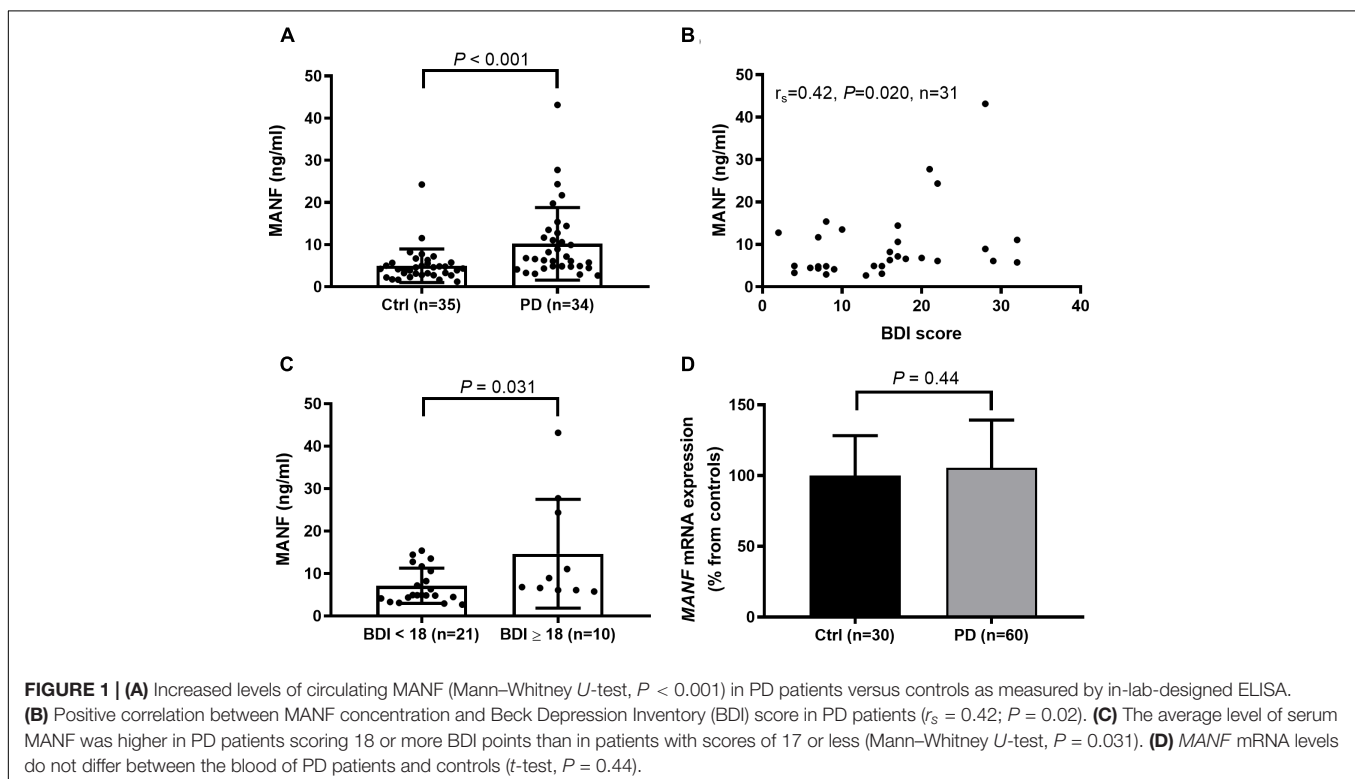 A
P < 0.001
MANF (ng/ml)
50
40
30
20
10
0
Ctrl (n=35)
PD (n=34)
B
MANF (ng/ml)
50
40
30
20
10
0
rs=0.42, P=0.020, n=31
0
10
20
30
40
BDI score
C
P = 0.031
MANF (ng/ml)
50
40
30
20
10
0
BDI < 18 (n=21)
BDI ≥ 18 (n=10)
D
P = 0.44
MANF mRNA expression
(% from controls)
150
100
50
0
Ctrl (n=30)
PD (n=60)
FIGURE 1 | (A) Increased levels of circulating MANF (Mann–Whitney U-test, P < 0.001) in PD patients versus controls as measured by in-lab-designed ELISA.
(B) Positive correlation between MANF concentration and Beck Depression Inventory (BDI) score in PD patients (rs = 0.42; P = 0.02). (C) The average level of serum
MANF was higher in PD patients scoring 18 or more BDI points than in patients with scores of 17 or less (Mann–Whitney U-test, P = 0.031). (D) MANF mRNA levels
do not differ between the blood of PD patients and controls (t-test, P = 0.44).